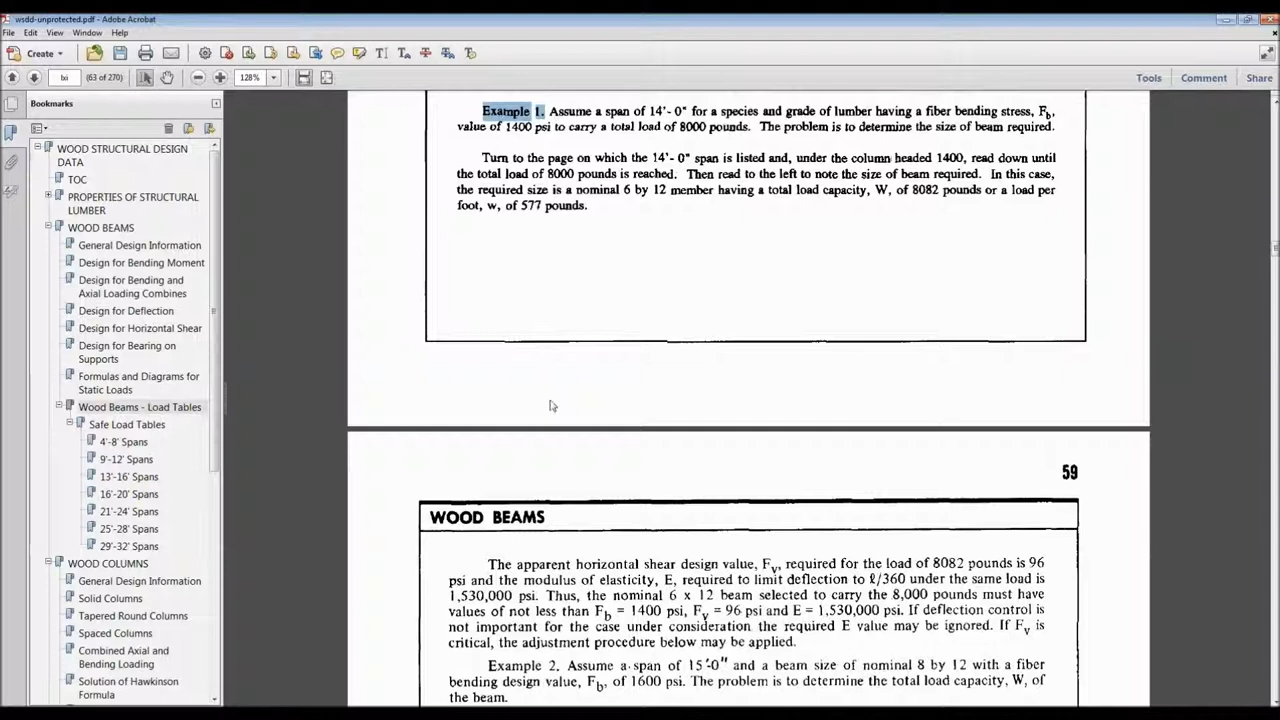 wsdd-unprotected.pdf - Adobe Acrobat
File Edit View Window Help
Create
lxi (63 of 270) 128% Tools Comment Share
Bookmarks
WOOD STRUCTURAL DESIGN
DATA
TOC
PROPERTIES OF STRUCTURAL
LUMBER
WOOD BEAMS
General Design Information
Design for Bending Moment
Design for Bending and
Axial Loading Combines
Design for Deflection
Design for Horizontal Shear
Design for Bearing on
Supports
Formulas and Diagrams for
Static Loads
Wood Beams - Load Tables
Safe Load Tables
4'-8' Spans
9'-12' Spans
13'-16' Spans
16'-20' Spans
21'-24' Spans
25'-28' Spans
29'-32' Spans
WOOD COLUMNS
General Design Information
Solid Columns
Tapered Round Columns
Spaced Columns
Combined Axial and
Bending Loading
Solution of Hawkinson
Formula
Example 1. Assume a span of 14'- 0" for a species and grade of lumber having a fiber bending stress, Fb,
value of 1400 psi to carry a total load of 8000 pounds. The problem is to determine the size of beam required.
Turn to the page on which the 14'- 0" span is listed and, under the column headed 1400, read down until
the total load of 8000 pounds is reached. Then read to the left to note the size of beam required. In this case,
the required size is a nominal 6 by 12 member having a total load capacity, W, of 8082 pounds or a load per
foot, w, of 577 pounds.
59
WOOD BEAMS
The apparent horizontal shear design value, Fv, required for the load of 8082 pounds is 96
psi and the modulus of elasticity, E, required to limit deflection to ℓ/360 under the same load is
1,530,000 psi. Thus, the nominal 6 x 12 beam selected to carry the 8,000 pounds must have
values of not less than Fb = 1400 psi, Fv = 96 psi and E = 1,530,000 psi. If deflection control is
not important for the case under consideration the required E value may be ignored. If Fv is
critical, the adjustment procedure below may be applied.
Example 2. Assume a span of 15'-0" and a beam size of nominal 8 by 12 with a fiber
bending design value, Fb, of 1600 psi. The problem is to determine the total load capacity, W, of
the beam.